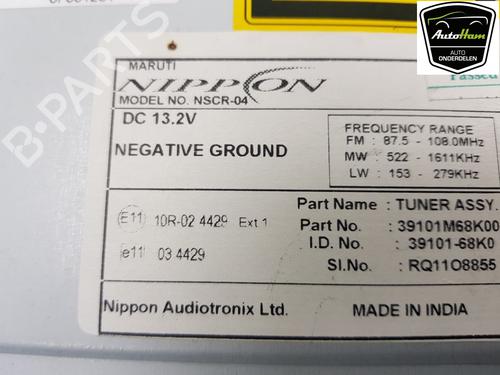 AutoHam
AUTO
ONDERDELEN
Passed
MARUTI
NIPPON
MODEL NO. NSCR-04
DC 13.2V
NEGATIVE GROUND
FREQUENCY RANGE
FM : 87.5 - 108.0MHz
MW : 522 - 1611KHz
LW : 153 - 279KHz
E11 10R-02 4429 Ext 1
e11 03 4429
Part Name : TUNER ASSY.
Part No. : 39101M68K00
I.D. No. : 39101-68K0
SI.No. : RQ11O8855
Nippon Audiotronix Ltd.
MADE IN INDIA
B-PARTS